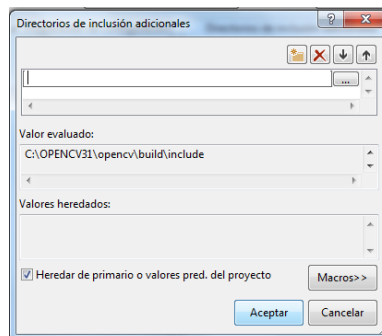 Directorios de inclusión adicionales
...
Valor evaluado:
C:\OPENCV31\opencv\build\include
Valores heredados:
Heredar de primario o valores pred. del proyecto
Macros>>
Aceptar
Cancelar